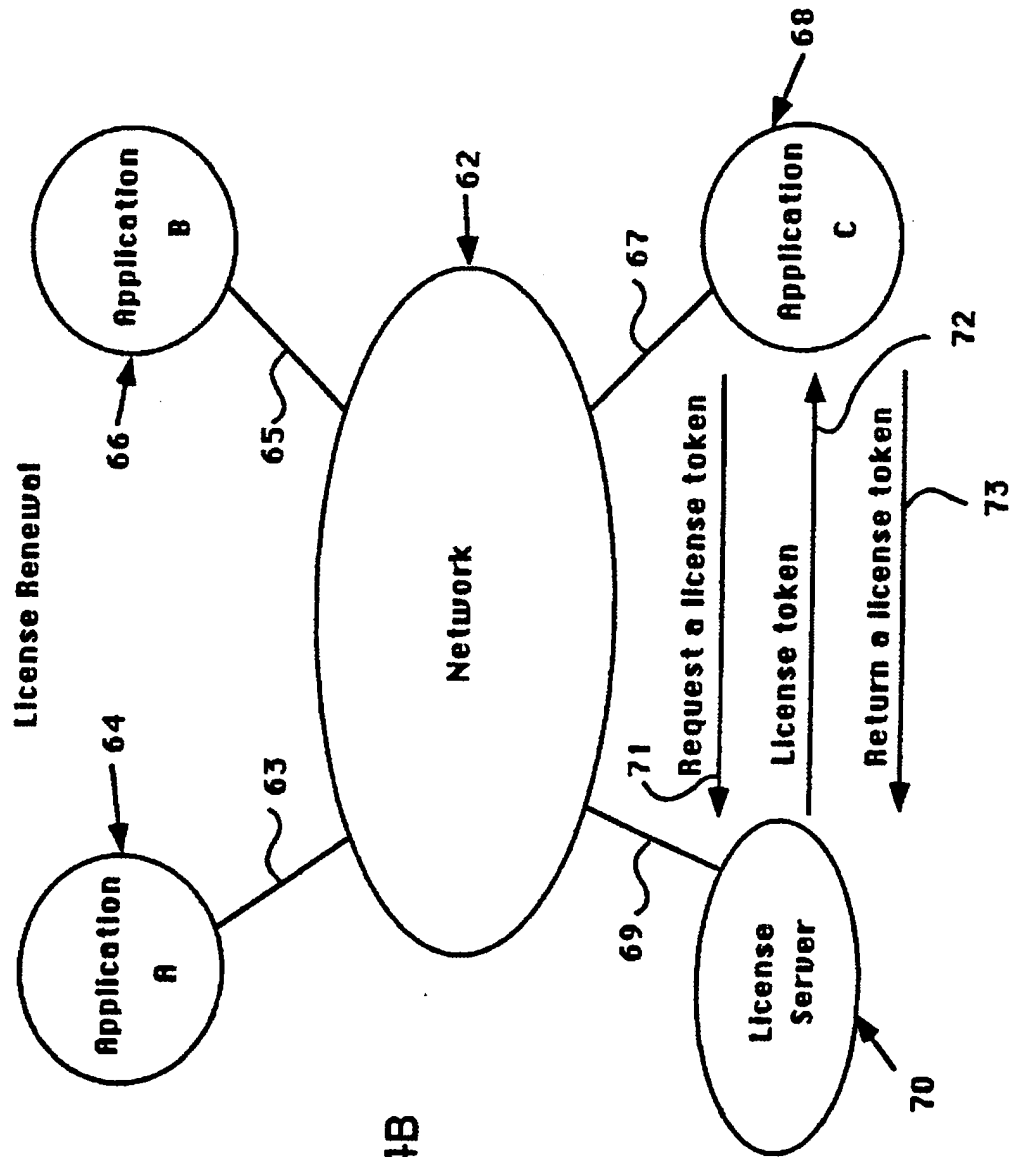 License Renewal
64
66
Application
A
Application
B
63
65
62
Network
67
68
69
71
Request a license token
License token
Return a license token
72
73
Application
C
License
Server
70
4B